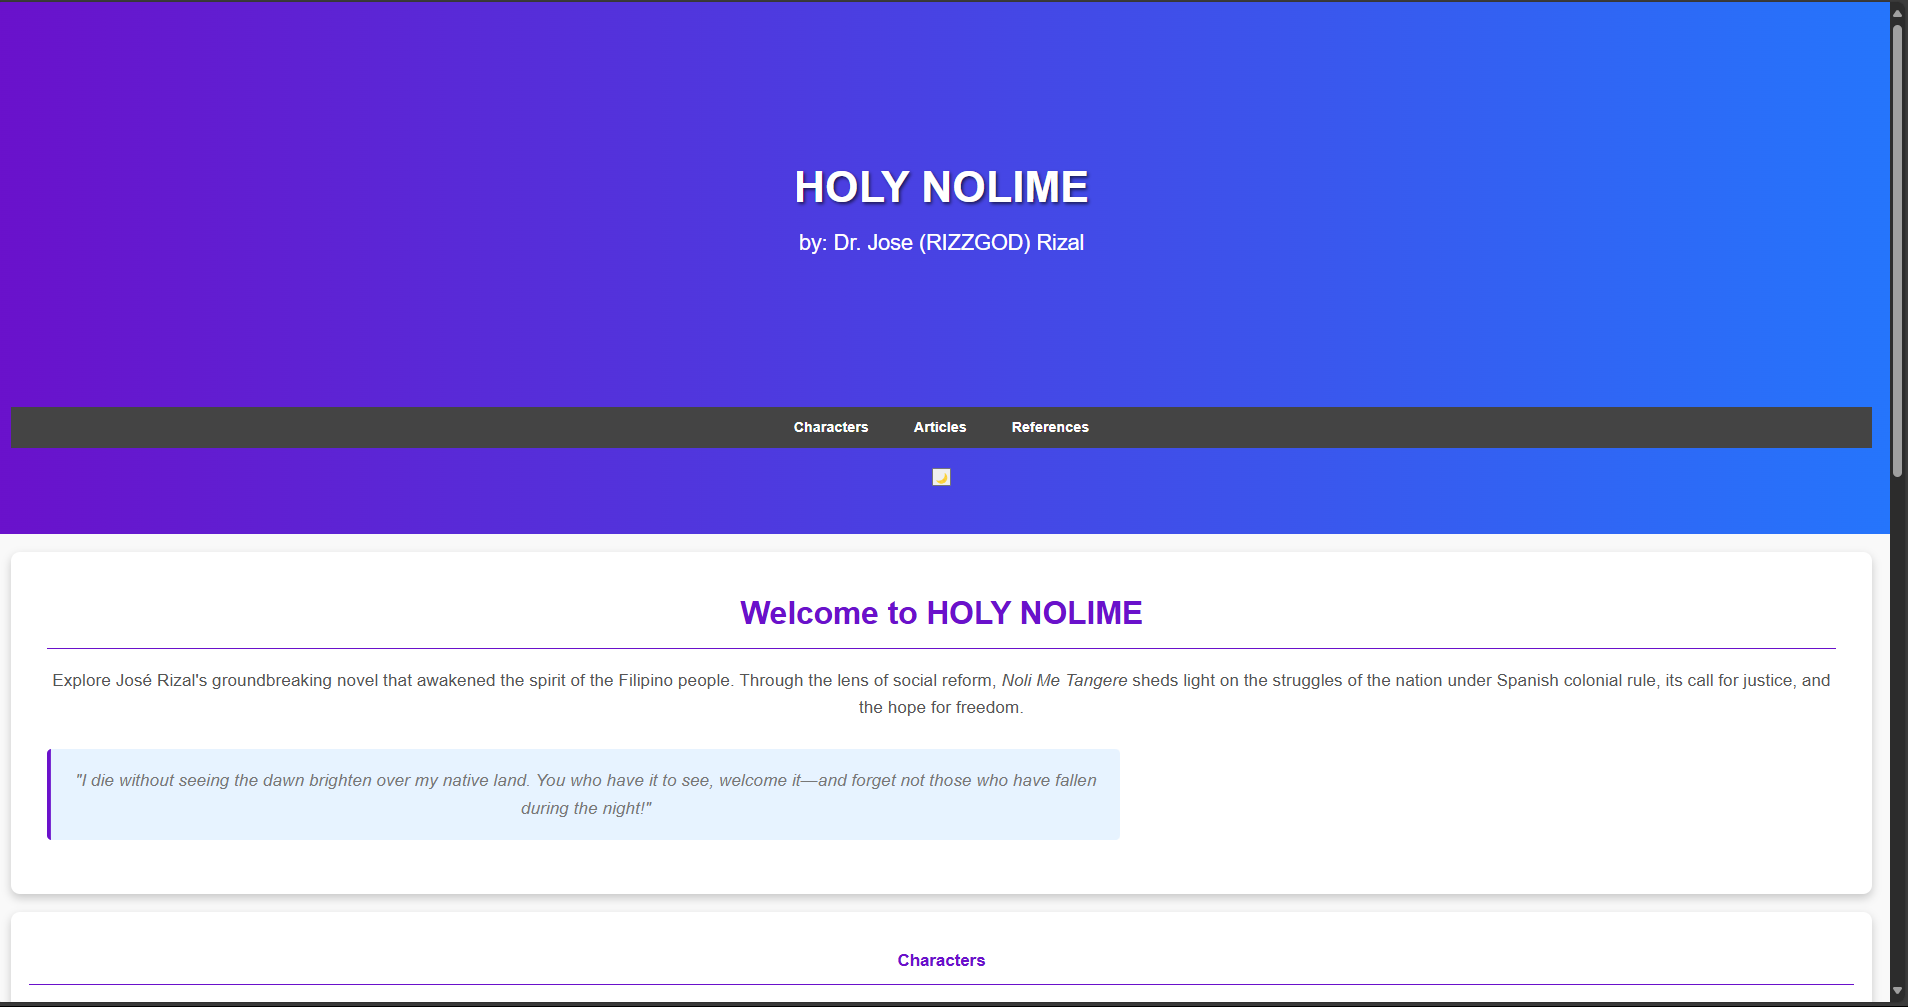 HOLY NOLIME
by: Dr. Jose (RIZZGOD) Rizal
Characters
Articles
References
Welcome to HOLY NOLIME
Explore José Rizal's groundbreaking novel that awakened the spirit of the Filipino people. Through the lens of social reform, Noli Me Tangere sheds light on the struggles of the nation under Spanish colonial rule, its call for justice, and
the hope for freedom.
"I die without seeing the dawn brighten over my native land. You who have it to see, welcome it—and forget not those who have fallen
during the night!"
Characters